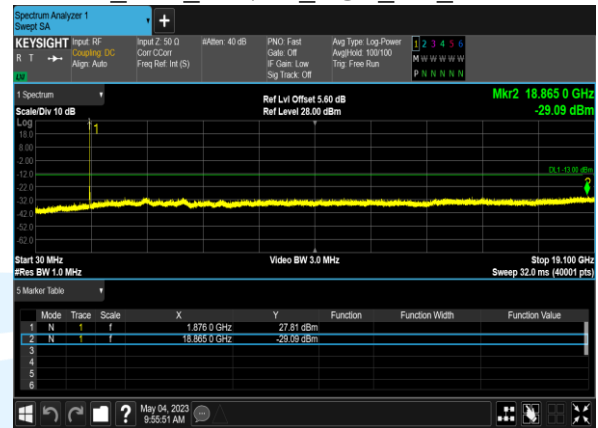 Spectrum Analyzer 1
Swept SA
KEYSIGHT Input: RF Input Z: 50 Ω #Atten: 40 dB PNO: Fast Avg Type: Log-Power 1 2 3 4 5 6
R T Coupling: DC Corr CCorr Gate: Off Avg|Hold: 100/100 M W W W W W
Align: Auto Freq Ref: Int (S) IF Gain: Low Trig: Free Run
LV Sig Track: Off P N N N N N
1 Spectrum Ref Lvl Offset 5.60 dB Mkr2 18.865 0 GHz
Scale/Div 10 dB Ref Level 28.00 dBm -29.09 dBm
Log
1
18.0
8.00
-2.00
-12.0 DL1 -13.00 dBm
-22.0 2
-32.0
-42.0
-52.0
-62.0
Start 30 MHz Video BW 3.0 MHz Stop 19.100 GHz
#Res BW 1.0 MHz Sweep 32.0 ms (40001 pts)
5 Marker Table
Mode Trace Scale X Y Function Function Width Function Value
1 N 1 f 1.876 0 GHz 27.81 dBm
2 N 1 f 18.865 0 GHz -29.09 dBm
3
4
5
6
? May 04, 2023
9:55:51 AM